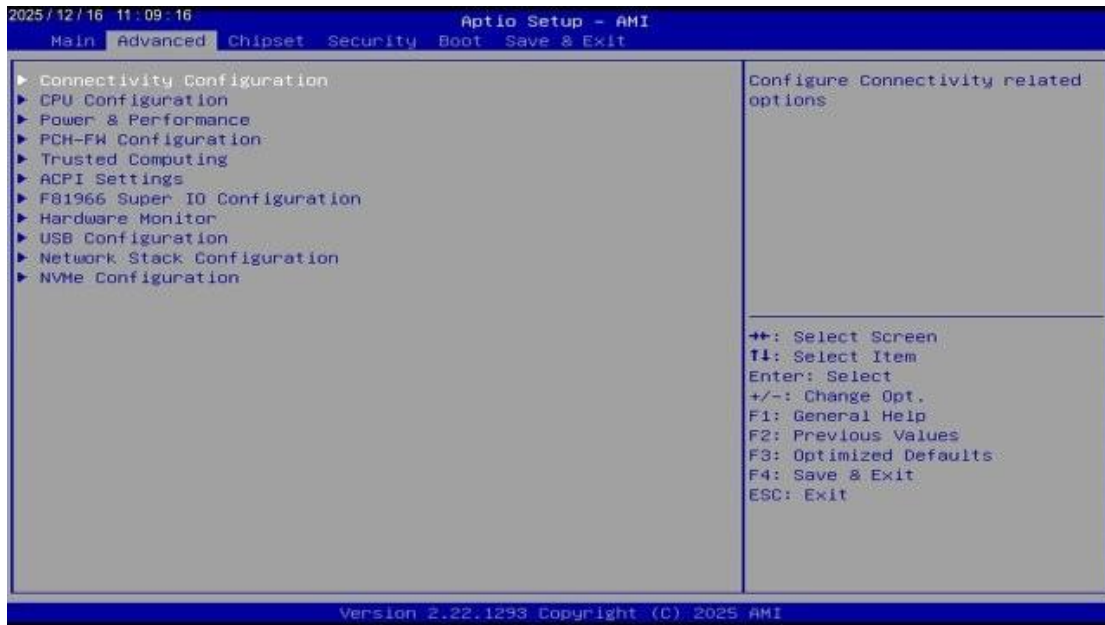 2025/12/16 11:09:16
Aptio Setup - AMI
Main Advanced Chipset Security Boot Save & Exit
▶ Connectivity Configuration
▶ CPU Configuration
▶ Power & Performance
▶ PCH-FW Configuration
▶ Trusted Computing
▶ ACPI Settings
▶ F81966 Super IO Configuration
▶ Hardware Monitor
▶ USB Configuration
▶ Network Stack Configuration
▶ NVMe Configuration
Configure Connectivity related
options
→←: Select Screen
↑↓: Select Item
Enter: Select
+/-: Change Opt.
F1: General Help
F2: Previous Values
F3: Optimized Defaults
F4: Save & Exit
ESC: Exit
Version 2.22.1293 Copyright (C) 2025 AMI